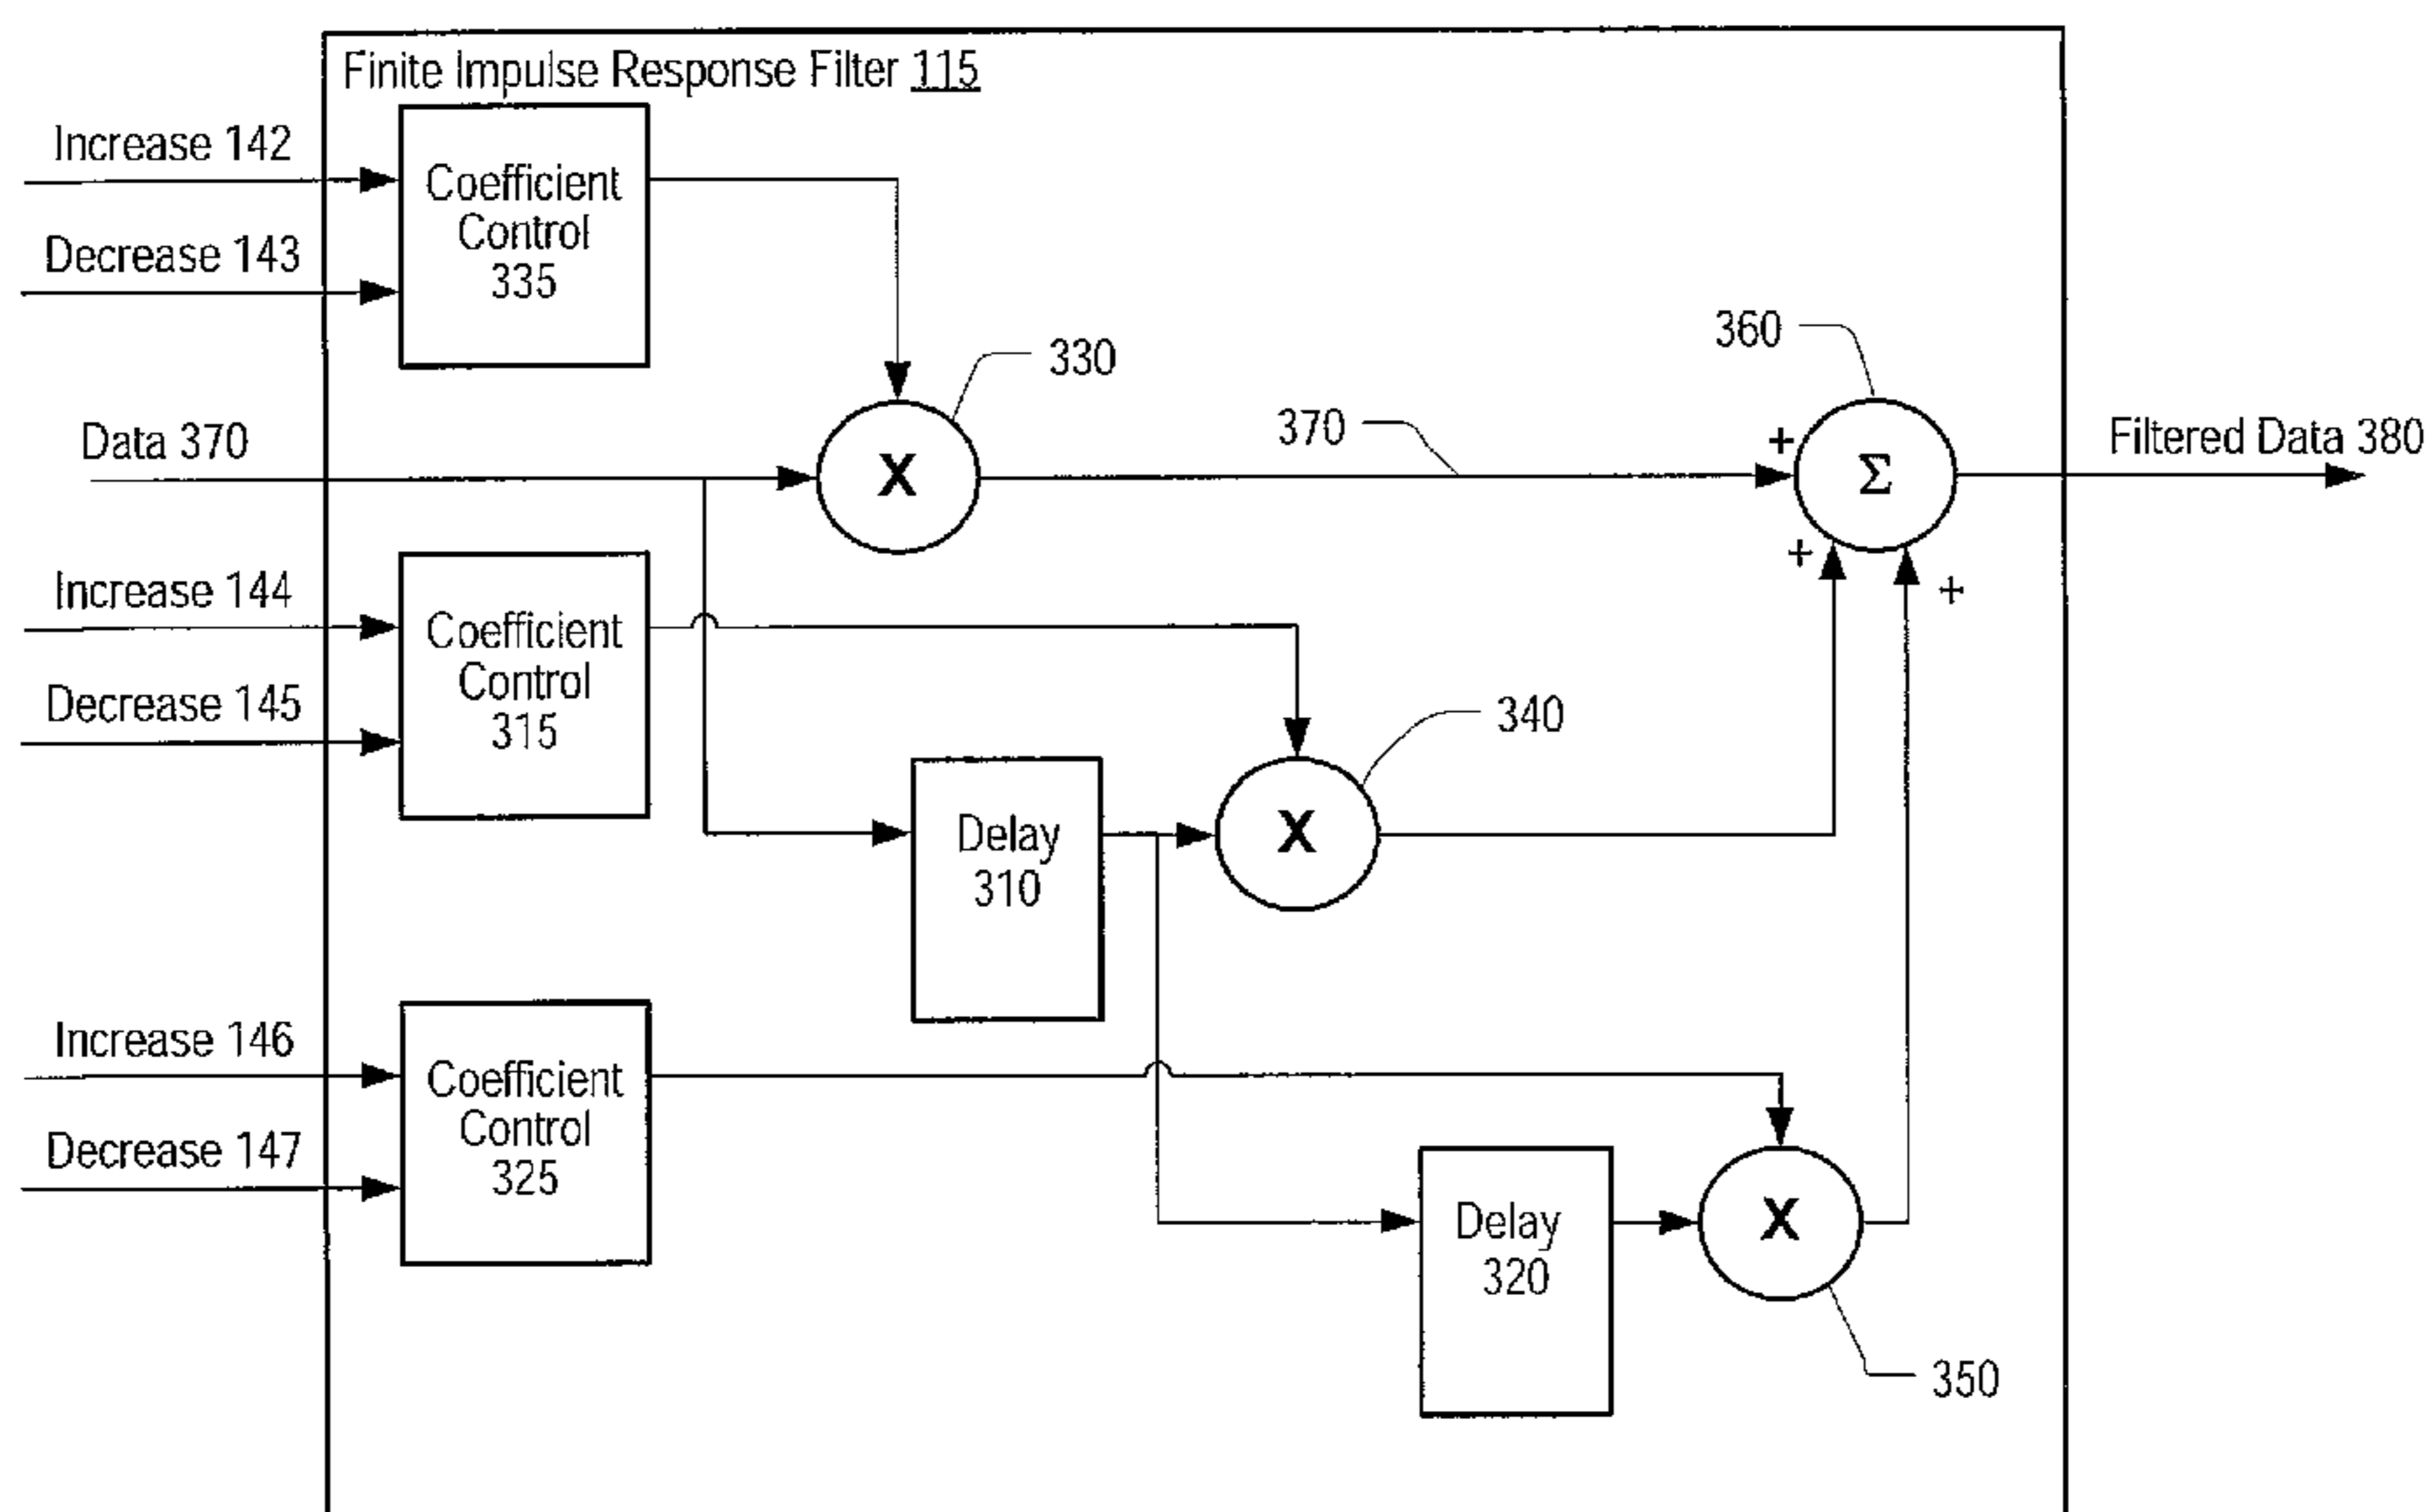 Finite Impulse Response Filter 115
Increase 142
Decrease 143
Coefficient
Control
335
330
360
Data 370
X
370
+
Σ
Filtered Data 380
+
+
Increase 144
Decrease 145
Coefficient
Control
315
340
Delay
310
X
Increase 146
Decrease 147
Coefficient
Control
325
Delay
320
X
350